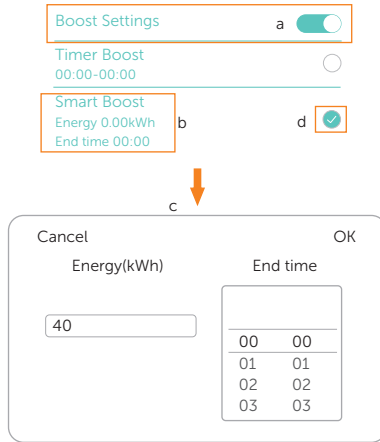 Boost Settings a
Timer Boost
00:00-00:00
Smart Boost
Energy 0.00kWh b d
End time 00:00
c
Cancel OK
Energy(kWh) End time
40
00 00
01 01
02 02
03 03